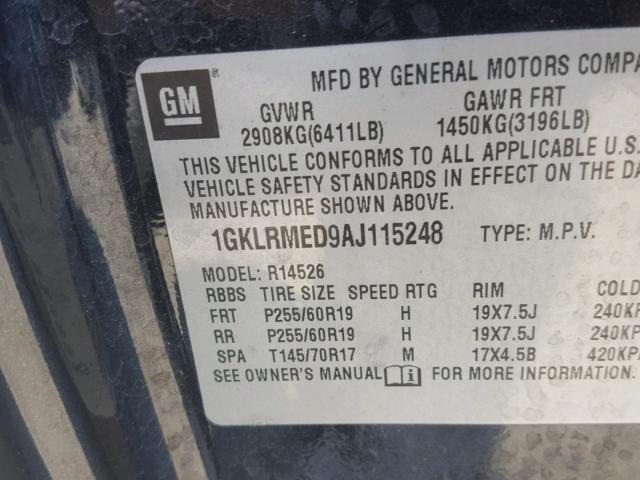 GM
MFD BY GENERAL MOTORS COMPA
GVWR GAWR FRT
2908KG(6411LB) 1450KG(3196LB)
THIS VEHICLE CONFORMS TO ALL APPLICABLE U.S.
VEHICLE SAFETY STANDARDS IN EFFECT ON THE DA
MANUFACTURE SHOWN ABOVE.
1GKLRMED9AJ115248 TYPE: M.P.V.
MODEL: R14526
RBBS TIRE SIZE SPEED RTG RIM COLD
FRT P255/60R19 H 19X7.5J 240KP
RR P255/60R19 H 19X7.5J 240KP
SPA T145/70R17 M 17X4.5B 420KP
SEE OWNER'S MANUAL FOR MORE INFORMATION.